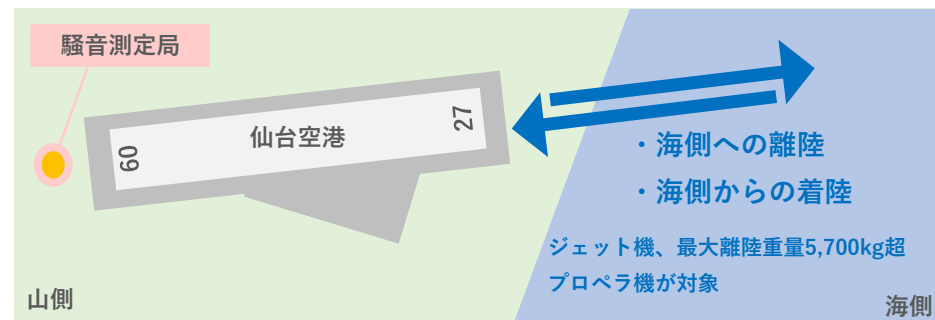 騒音測定局
仙台空港
09
27
・海側への離陸
・海側からの着陸
ジェット機、最大離陸重量5,700kg超
プロペラ機が対象
山側
海側